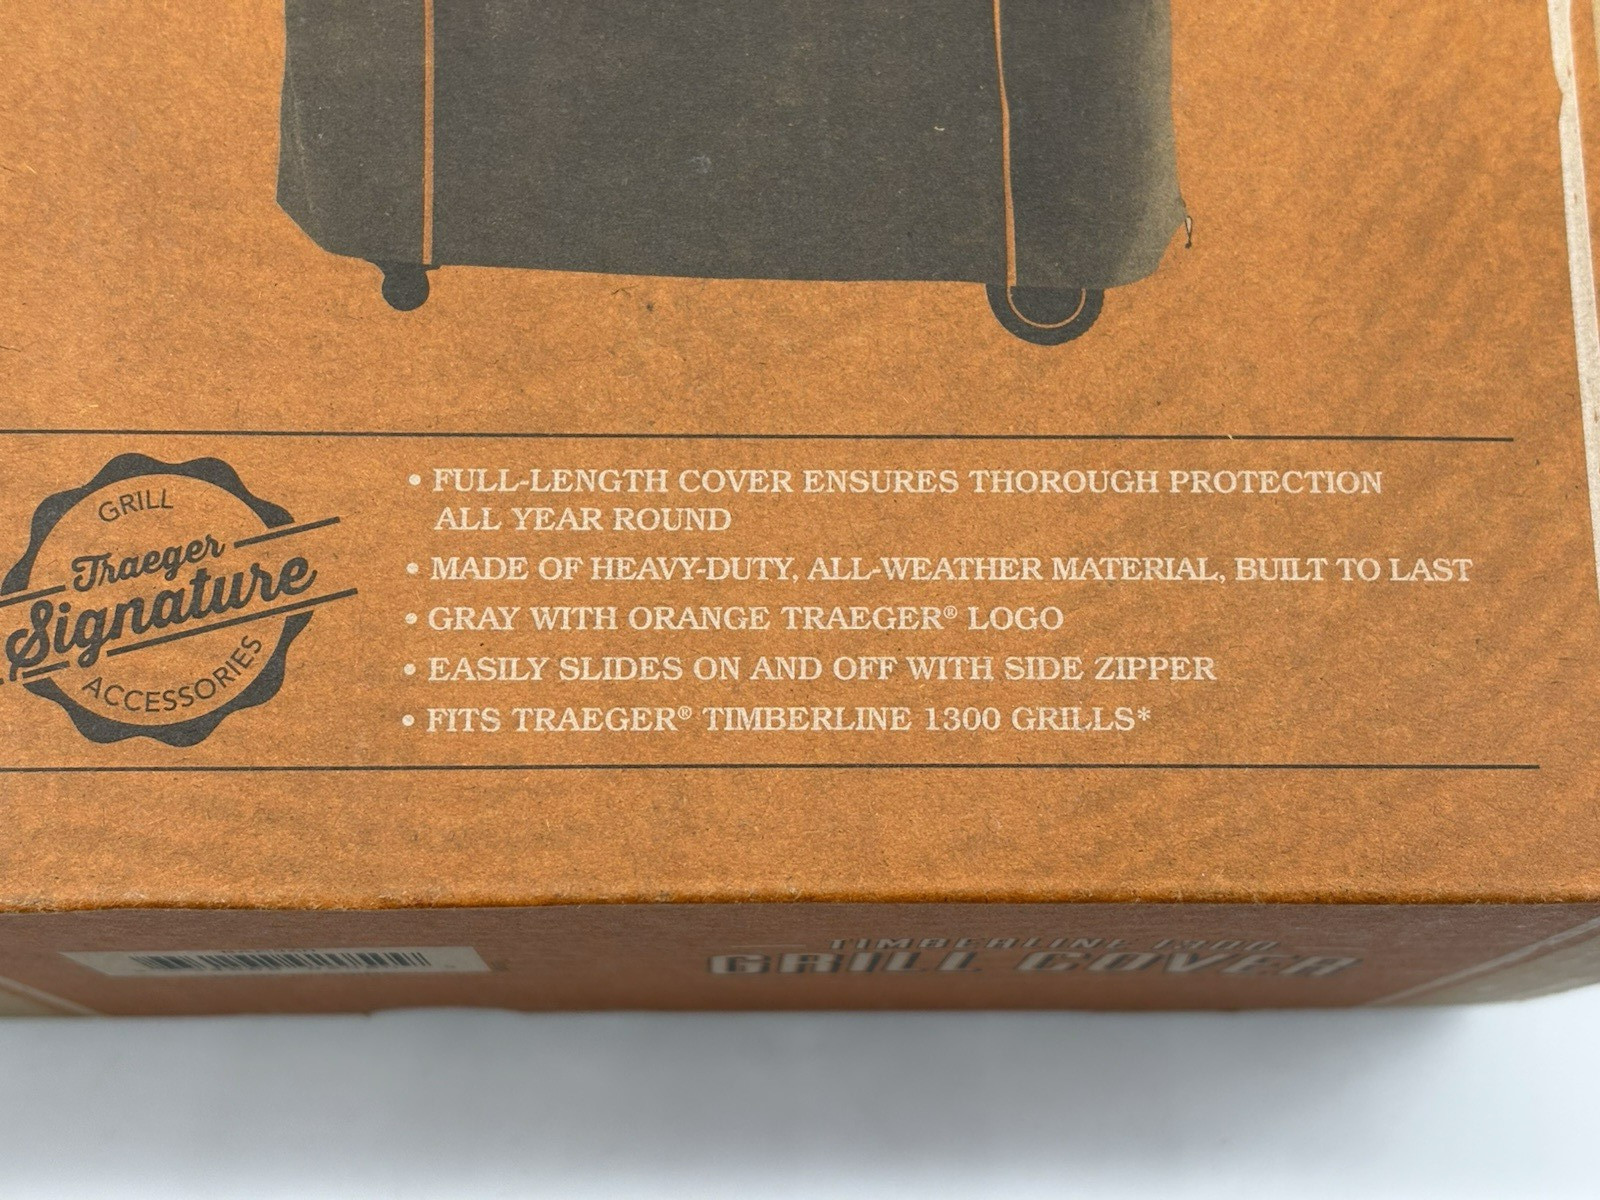 GRILL
Traeger
Signature
ACCESSORIES
• FULL-LENGTH COVER ENSURES THOROUGH PROTECTION
ALL YEAR ROUND
• MADE OF HEAVY-DUTY, ALL-WEATHER MATERIAL, BUILT TO LAST
• GRAY WITH ORANGE TRAEGER® LOGO
• EASILY SLIDES ON AND OFF WITH SIDE ZIPPER
• FITS TRAEGER® TIMBERLINE 1300 GRILLS*
TIMBERLINE 1300
GRILL COVER